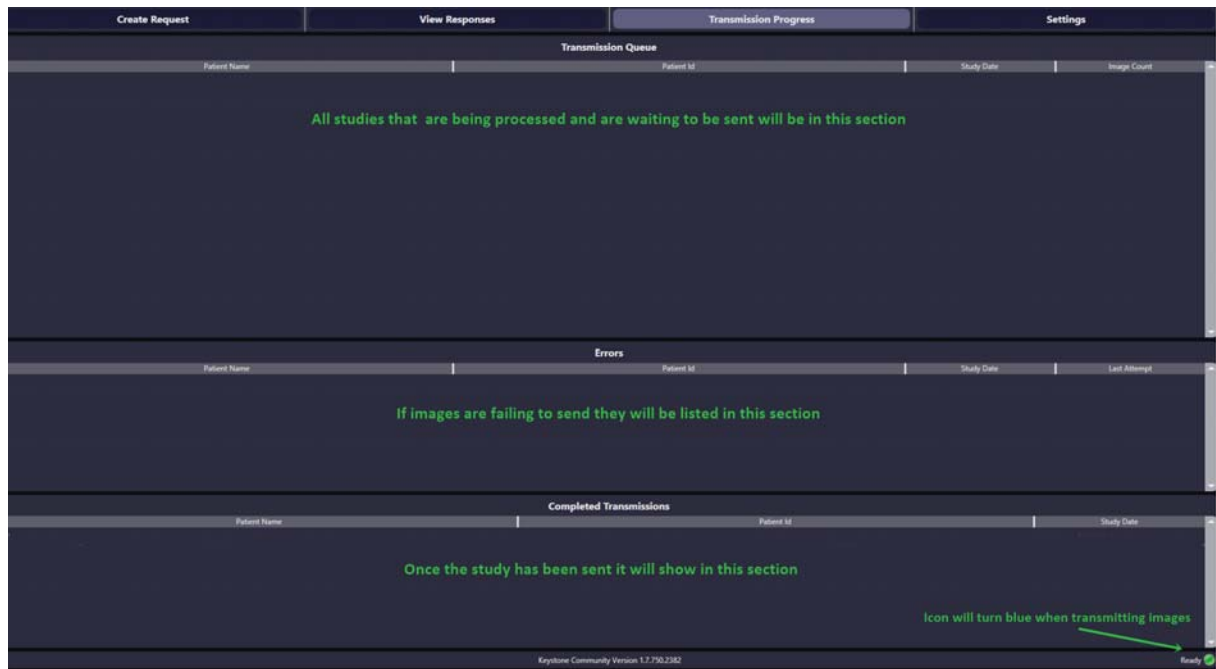 Create Request View Responses Transmission Progress Settings
Transmission Queue
Patient Name Patient Id Study Date Image Count
All studies that are being processed and are waiting to be sent will be in this section
Errors
Patient Name Patient Id Study Date Last Attempt
If images are failing to send they will be listed in this section
Completed Transmissions
Patient Name Patient Id Study Date
Once the study has been sent it will show in this section
Icon will turn blue when transmitting images
Keystone Community Version 1.7.750.2382 Ready